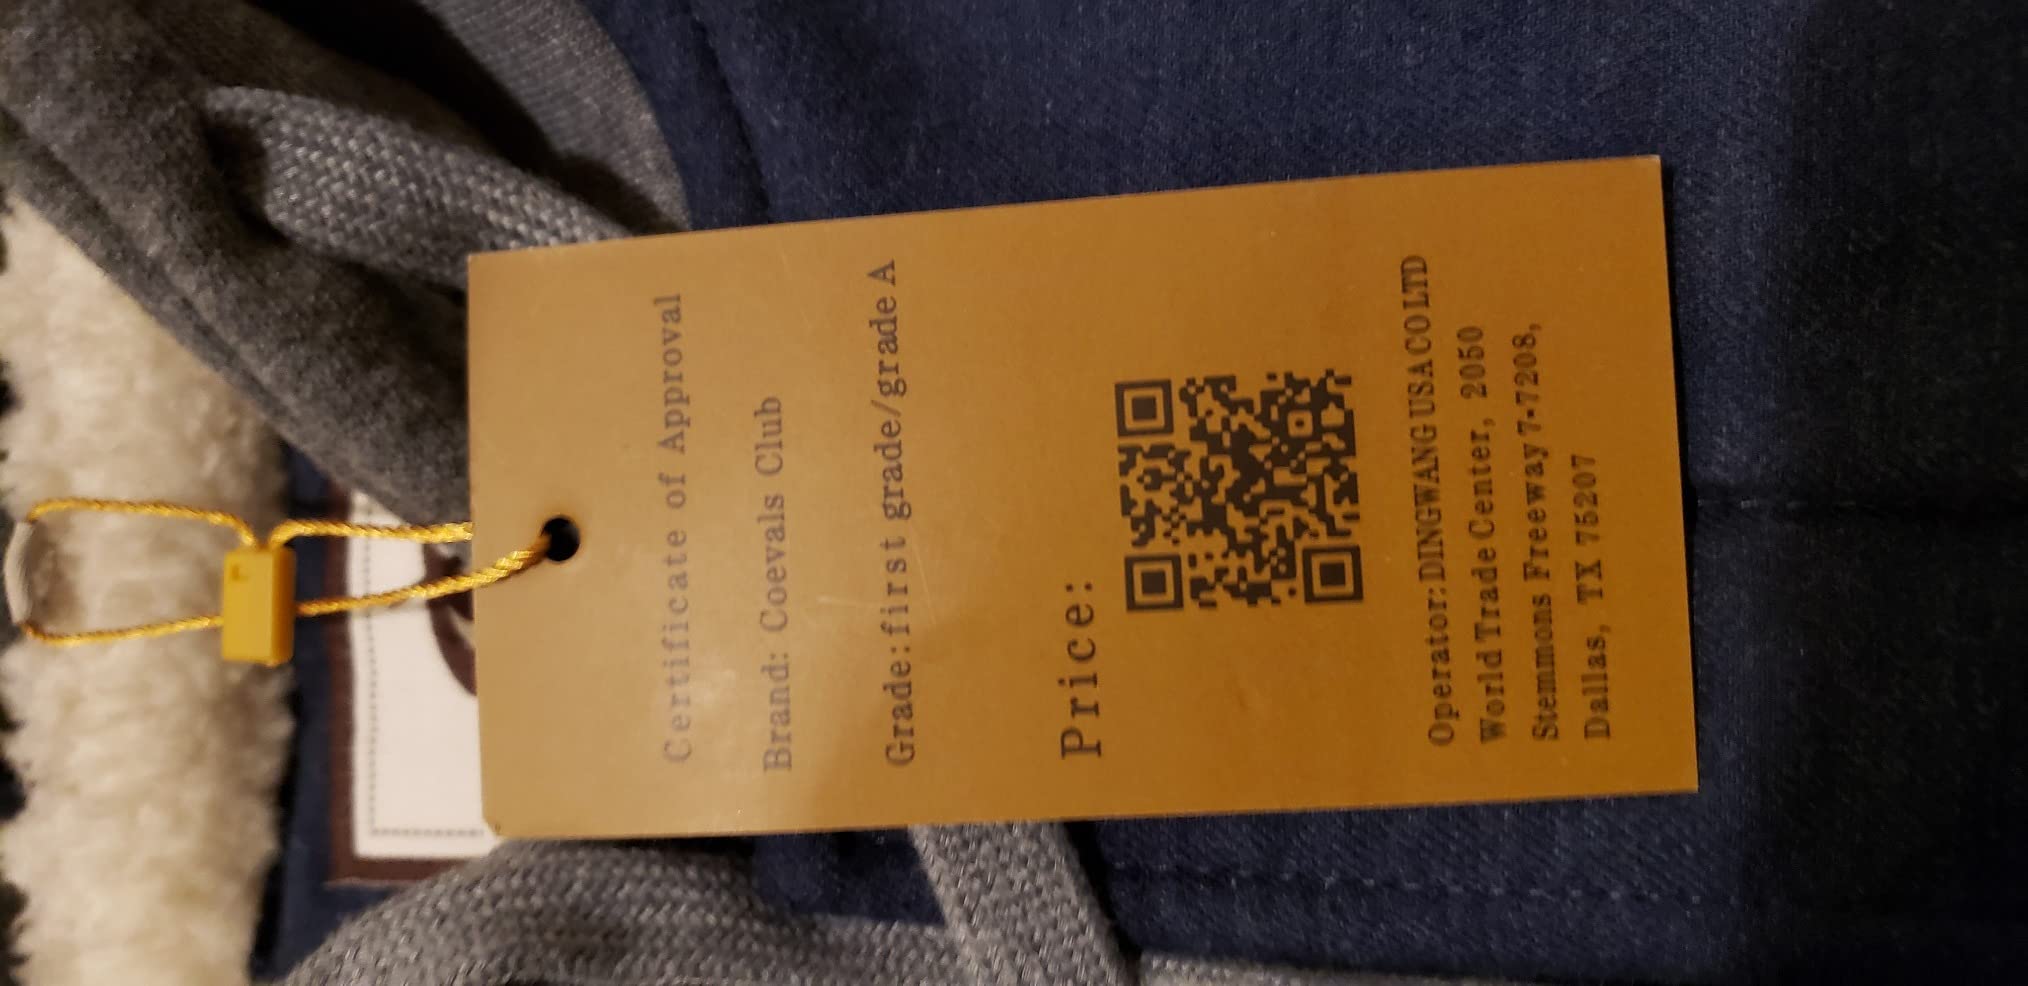 Certificate of Approval
Brand: Coevals Club
Grade:first grade/grade A
Price:
Operator: DINGWANG USA CO LTD
World Trade Center, 2050
Stemmons Freeway 7-7208,
Dallas, TX 75207